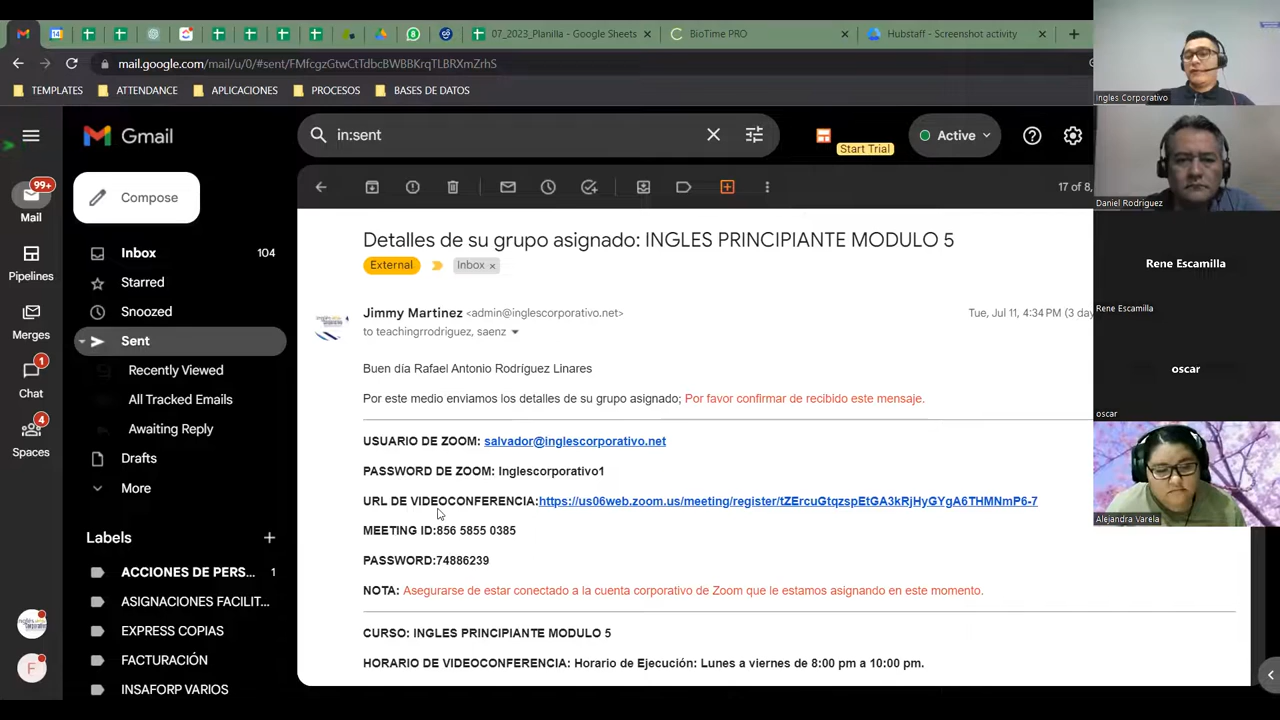 07_2023_Planilla - Google Sheets
BioTime PRO
Hubstaff - Screenshot activity
mail.google.com/mail/u/0/#sent/FMfcgzGtwCtTdbcBWBBKrqTLBRXmZrhS
TEMPLATES
ATTENDANCE
APLICACIONES
PROCESOS
BASES DE DATOS
Ingles Corporativo
Gmail
in:sent
Start Trial
Active
99+
Mail
Compose
17 of 8,
Daniel Rodriguez
Inbox 104
Pipelines
Starred
Snoozed
Merges
Sent
Recently Viewed
1
Chat
All Tracked Emails
4
Awaiting Reply
Spaces
Drafts
More
Labels
ACCIONES DE PERS... 1
ASIGNACIONES FACILIT...
EXPRESS COPIAS
FACTURACIÓN
F
INSAFORP VARIOS
Detalles de su grupo asignado: INGLES PRINCIPIANTE MODULO 5
External
Inbox x
Jimmy Martinez <admin@inglescorporativo.net>
Tue, Jul 11, 4:34 PM (3 day
to teachingrrodriguez, saenz
Buen día Rafael Antonio Rodríguez Linares
Por este medio enviamos los detalles de su grupo asignado; Por favor confirmar de recibido este mensaje.
USUARIO DE ZOOM: salvador@inglescorporativo.net
PASSWORD DE ZOOM: Inglescorporativo1
URL DE VIDEOCONFERENCIA:https://us06web.zoom.us/meeting/register/tZErcuGtqzspEtGA3kRjHyGYgA6THMNmP6-7
MEETING ID:856 5855 0385
PASSWORD:74886239
NOTA: Asegurarse de estar conectado a la cuenta corporativo de Zoom que le estamos asignando en este momento.
CURSO: INGLES PRINCIPIANTE MODULO 5
HORARIO DE VIDEOCONFERENCIA: Horario de Ejecución: Lunes a viernes de 8:00 pm a 10:00 pm.
Rene Escamilla
Rene Escamilla
oscar
oscar
Alejandra Varela